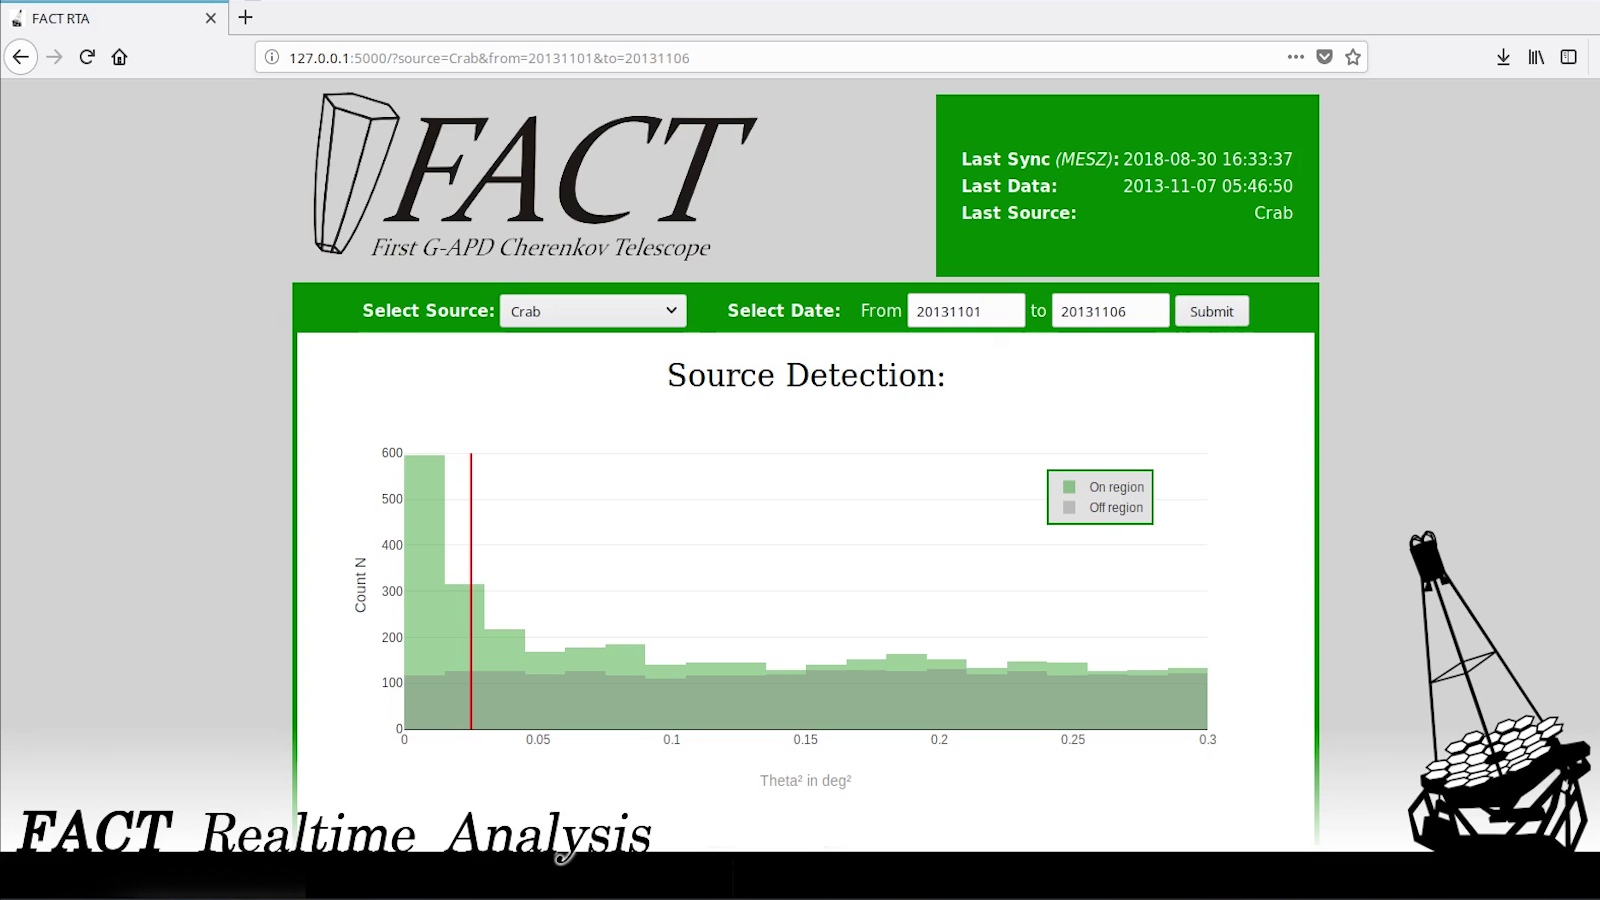 FACT RTA
127.0.0.1:5000/?source=Crab&from=20131101&to=20131106
FACT
First G-APD Cherenkov Telescope
Last Sync (MESZ): 2018-08-30 16:33:37
Last Data: 2013-11-07 05:46:50
Last Source: Crab
Select Source: Crab Select Date: From 20131101 to 20131106 Submit
Source Detection:
600
500
400
300
200
100
0
Count N
On region
Off region
0 0.05 0.1 0.15 0.2 0.25 0.3
Theta² in deg²
FACT Realtime Analysis